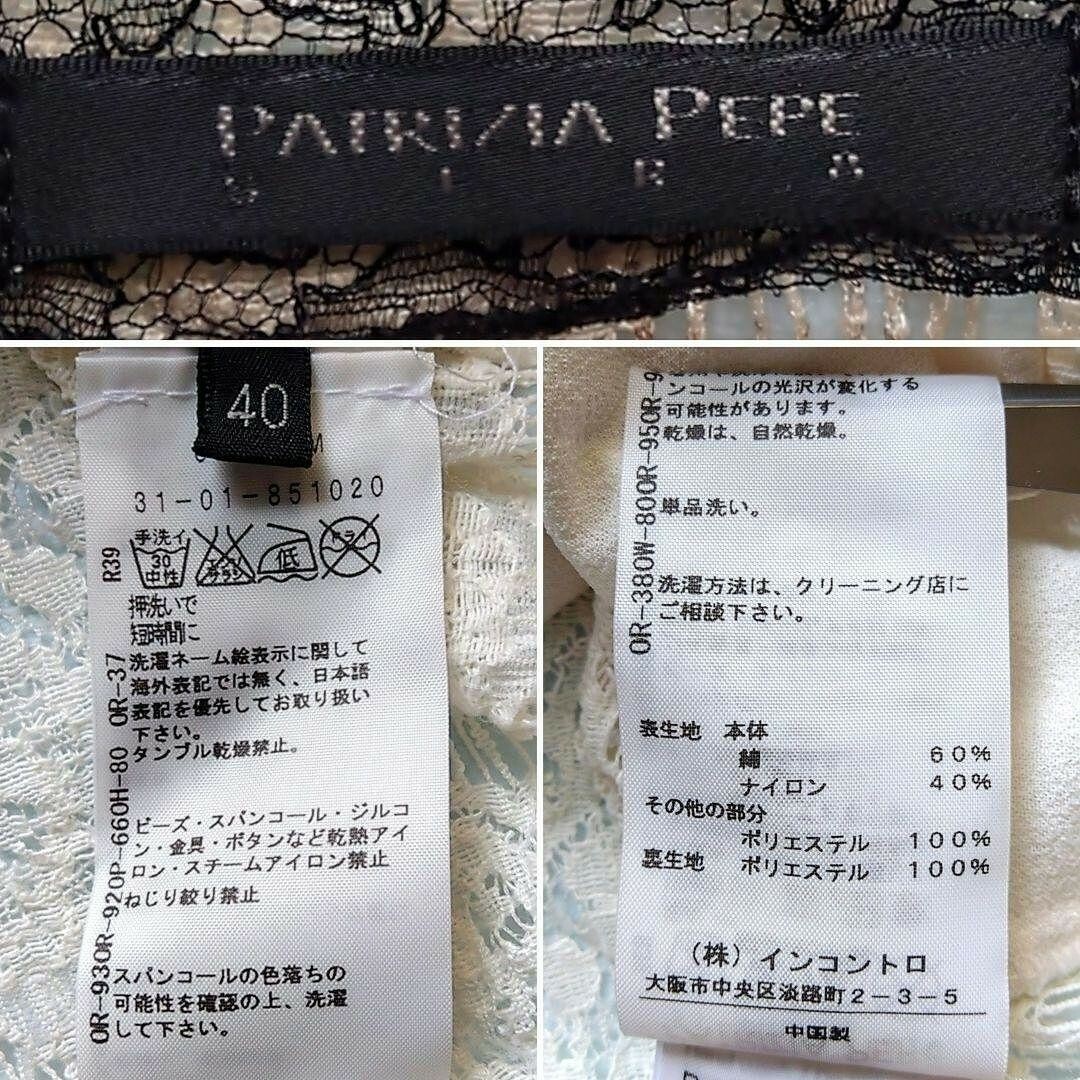 PATRIZIA PEPE
S I R A
40
M
31-01-851020
手洗イ
30
中性
エンソ
サラシ
低
ドライ
R39
押洗いで
短時間に
洗濯ネーム絵表示に関して
海外表記では無く、日本語
表記を優先してお取り扱い
下さい。
タンブル乾燥禁止。
ビーズ・スパンコール・ジルコ
ン・金具・ボタンなど乾熱アイ
ロン・スチームアイロン禁止
ねじり絞り禁止
スパンコールの色落ちの
可能性を確認の上、洗濯
して下さい。
OR-930R-920P-660H-80 OR-37
ンコールの光沢が変化する
可能性があります。
乾燥は、自然乾燥。
単品洗い。
洗濯方法は、クリーニング店に
ご相談下さい。
OR-380W-800R-950R-9
表生地 本体
綿 60%
ナイロン 40%
その他の部分
ポリエステル 100%
裏生地 ポリエステル 100%
(株)インコントロ
大阪市中央区淡路町2-3-5
中国製